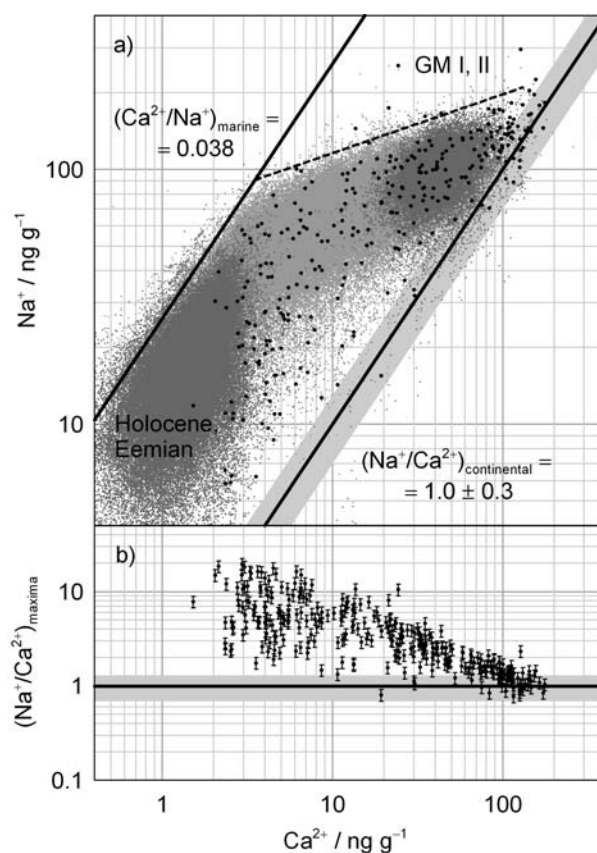 a)
• GM I, II
(Ca²⁺/Na⁺)marine =
= 0.038
100
Na⁺ / ng g⁻¹
10
Holocene,
Eemian
(Na⁺/Ca²⁺)continental =
= 1.0 ± 0.3
b)
(Na⁺/Ca²⁺)maxima
10
1
0.1
1 10 100
Ca²⁺ / ng g⁻¹